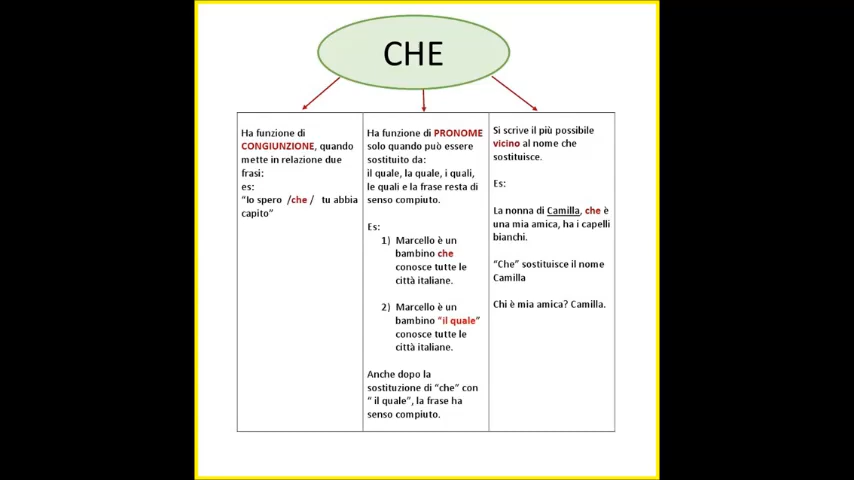 CHE
Ha funzione di
CONGIUNZIONE, quando
mette in relazione due
frasi:
es:
“Io spero /che / tu abbia
capito”
Ha funzione di PRONOME
solo quando può essere
sostituito da:
il quale, la quale, i quali,
le quali e la frase resta di
senso compiuto.
Es:
1) Marcello è un
bambino che
conosce tutte le
città italiane.
2) Marcello è un
bambino “il quale”
conosce tutte le
città italiane.
Anche dopo la
sostituzione di “che” con
“ il quale”, la frase ha
senso compiuto.
Si scrive il più possibile
vicino al nome che
sostituisce.
Es:
La nonna di Camilla, che è
una mia amica, ha i capelli
bianchi.
“Che” sostituisce il nome
Camilla
Chi è mia amica? Camilla.